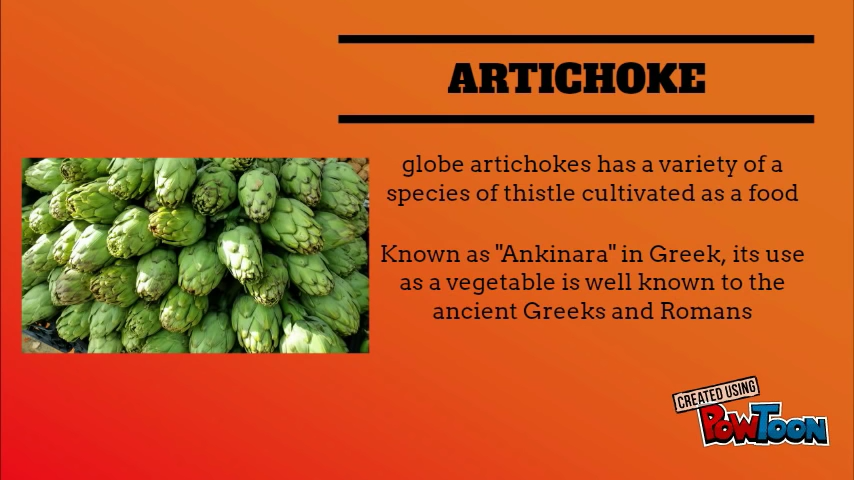 ARTICHOKE
globe artichokes has a variety of a
species of thistle cultivated as a food
Known as "Ankinara" in Greek, its use
as a vegetable is well known to the
ancient Greeks and Romans
CREATED USING
POWTOON